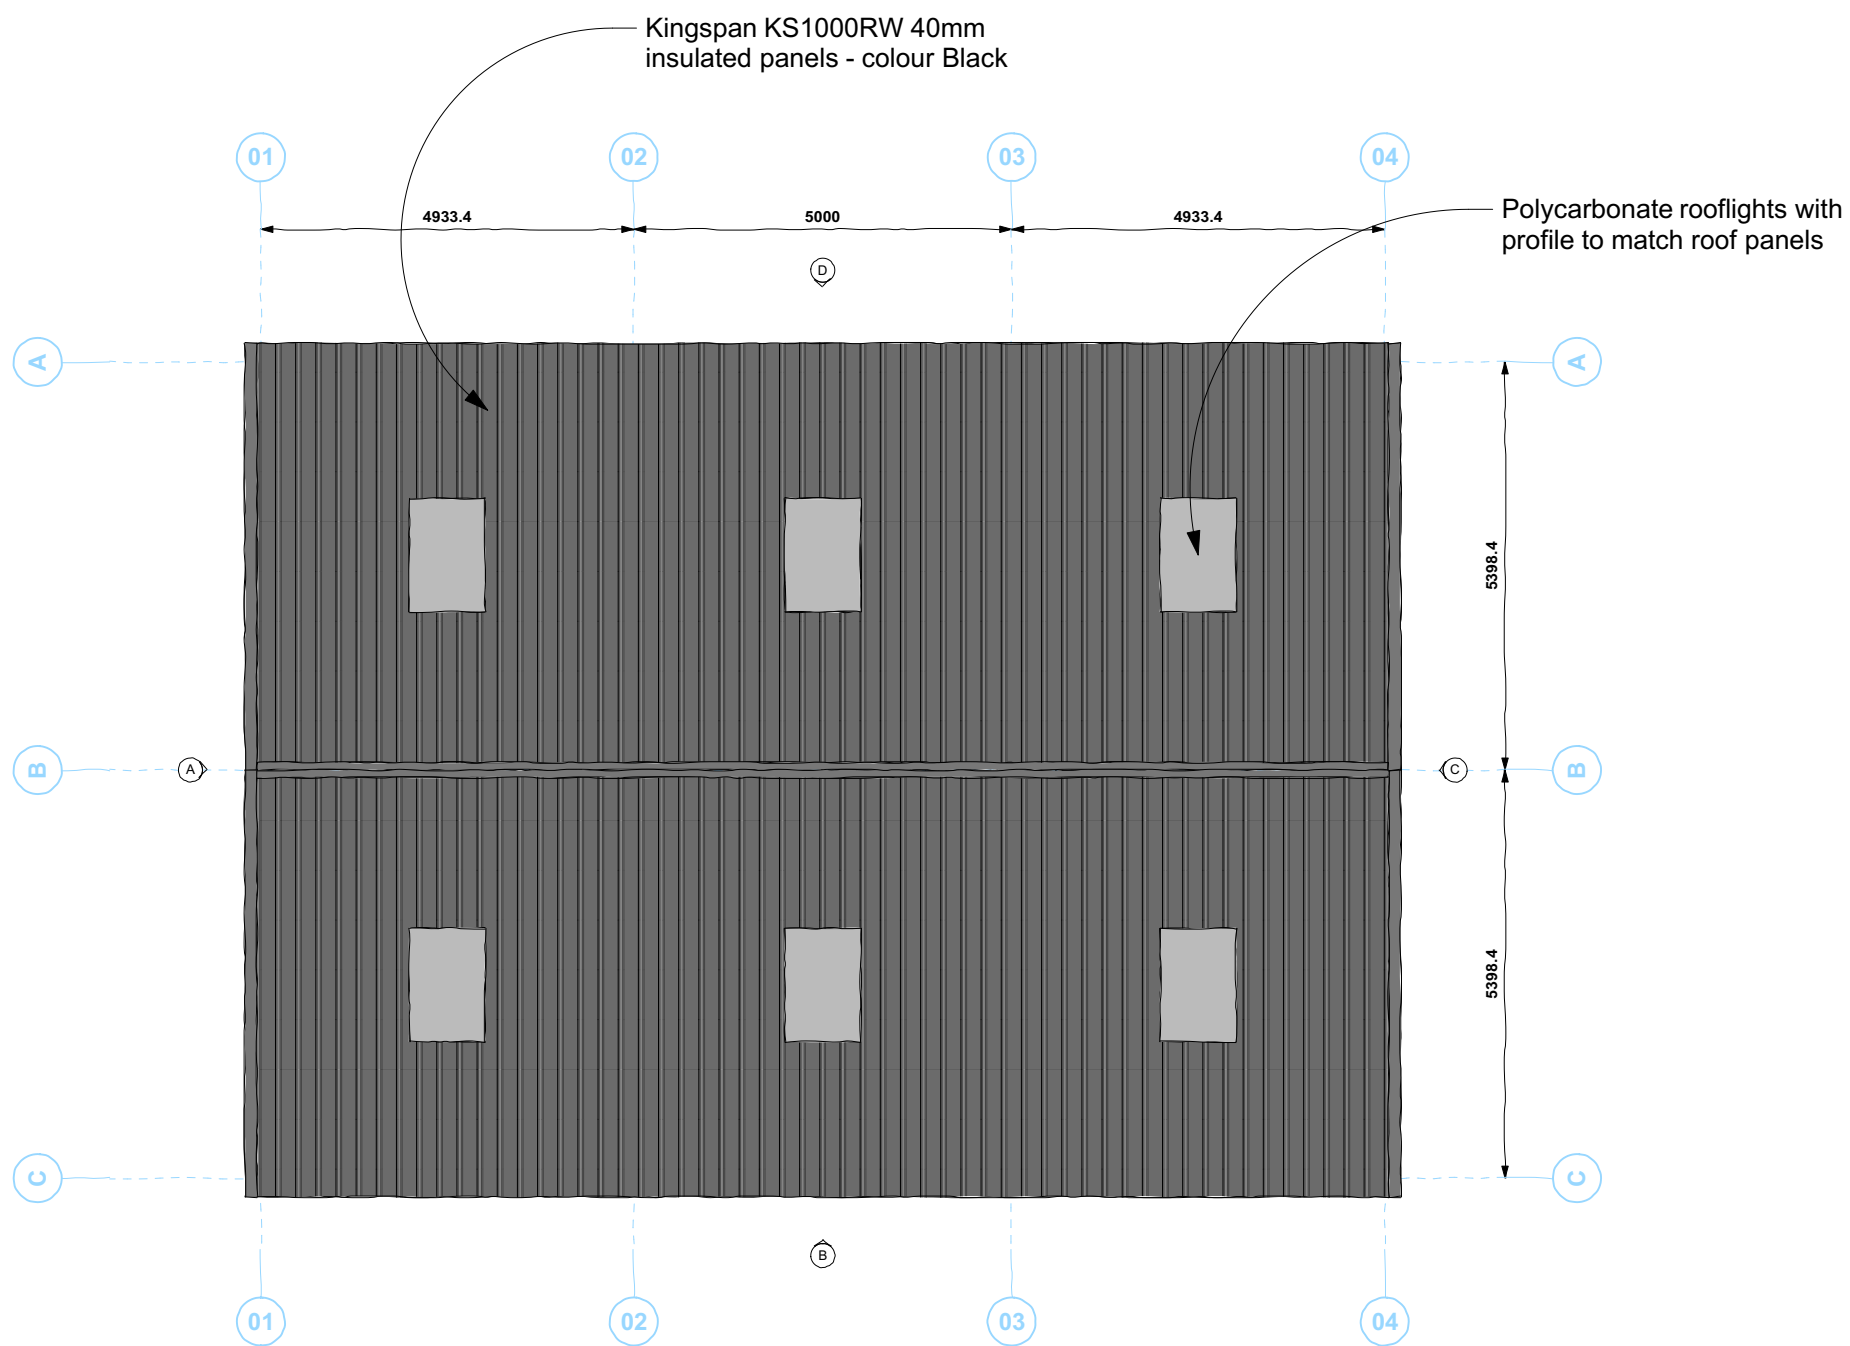 Kingspan KS1000RW 40mm
insulated panels - colour Black
01
02
03
04
4933.4
5000
4933.4
Polycarbonate rooflights with
profile to match roof panels
D
A
A
5398.4
B
A
C
B
5398.4
C
C
B
01
02
03
04